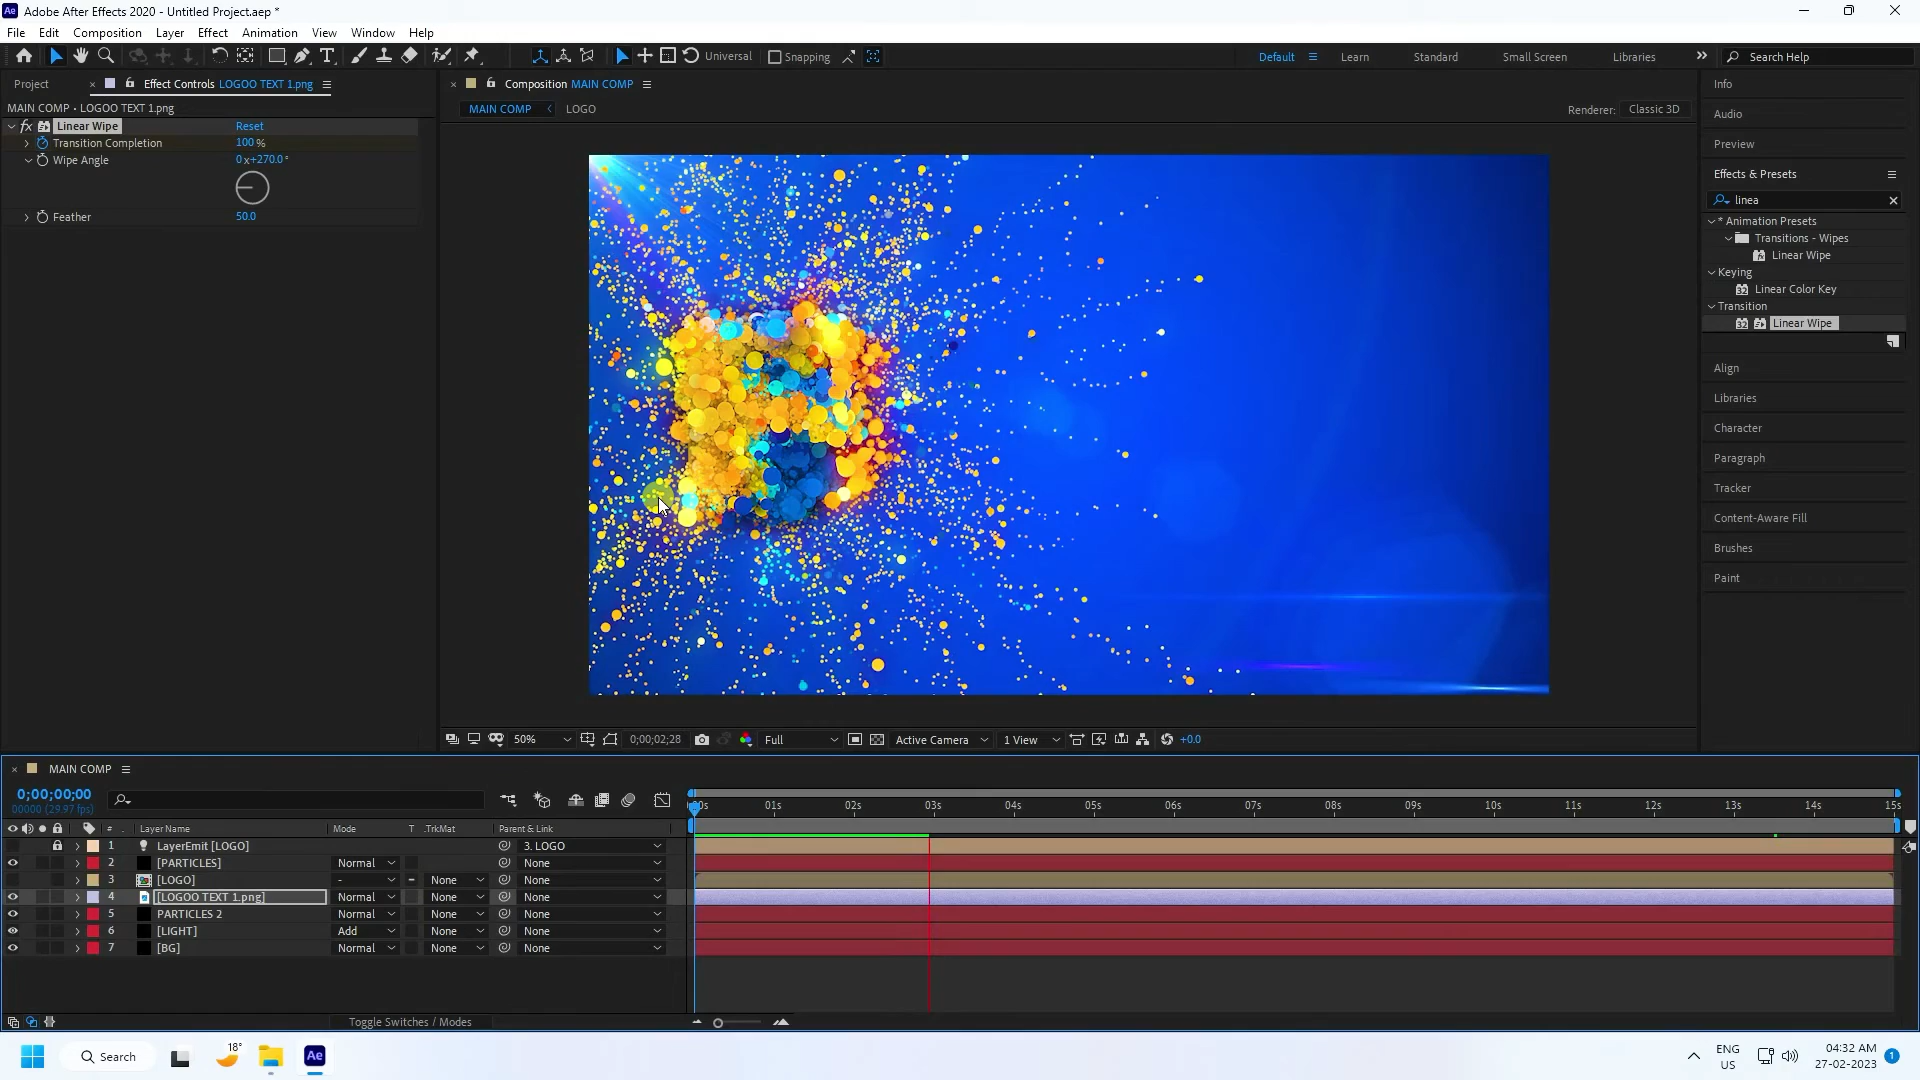 Ae Adobe After Effects 2020 - Untitled Project.aep *
File Edit Composition Layer Effect Animation View Window Help
Universal Snapping Default Learn Standard Small Screen Libraries Search Help
Project Effect Controls LOGOO TEXT 1.png Composition MAIN COMP Info
MAIN COMP • LOGOO TEXT 1.png MAIN COMP LOGO Renderer: Classic 3D
fx Linear Wipe Reset
Transition Completion 100 %
Wipe Angle 0 x+270.0 °
Feather 50.0
Audio
Preview
Effects & Presets
linea
* Animation Presets
Transitions - Wipes
Linear Wipe
Keying
32 Linear Color Key
Transition
32 Linear Wipe
Align
Libraries
Character
Paragraph
Tracker
Content-Aware Fill
Brushes
Paint
50% 0;00;02;28 Full Active Camera 1 View +0.0
MAIN COMP
0;00;00;00
00000 (29.97 fps)
00s 01s 02s 03s 04s 05s 06s 07s 08s 09s 10s 11s 12s 13s 14s 15s
# Layer Name Mode T .TrkMat Parent & Link
1 LayerEmit [LOGO] 3. LOGO
2 [PARTICLES] Normal None
3 [LOGO] - None None
4 [LOGOO TEXT 1.png] Normal None None
5 PARTICLES 2 Normal None None
6 [LIGHT] Add None None
7 [BG] Normal None None
Toggle Switches / Modes
Search 18° Ae ENG
US
04:32 AM
27-02-2023
1